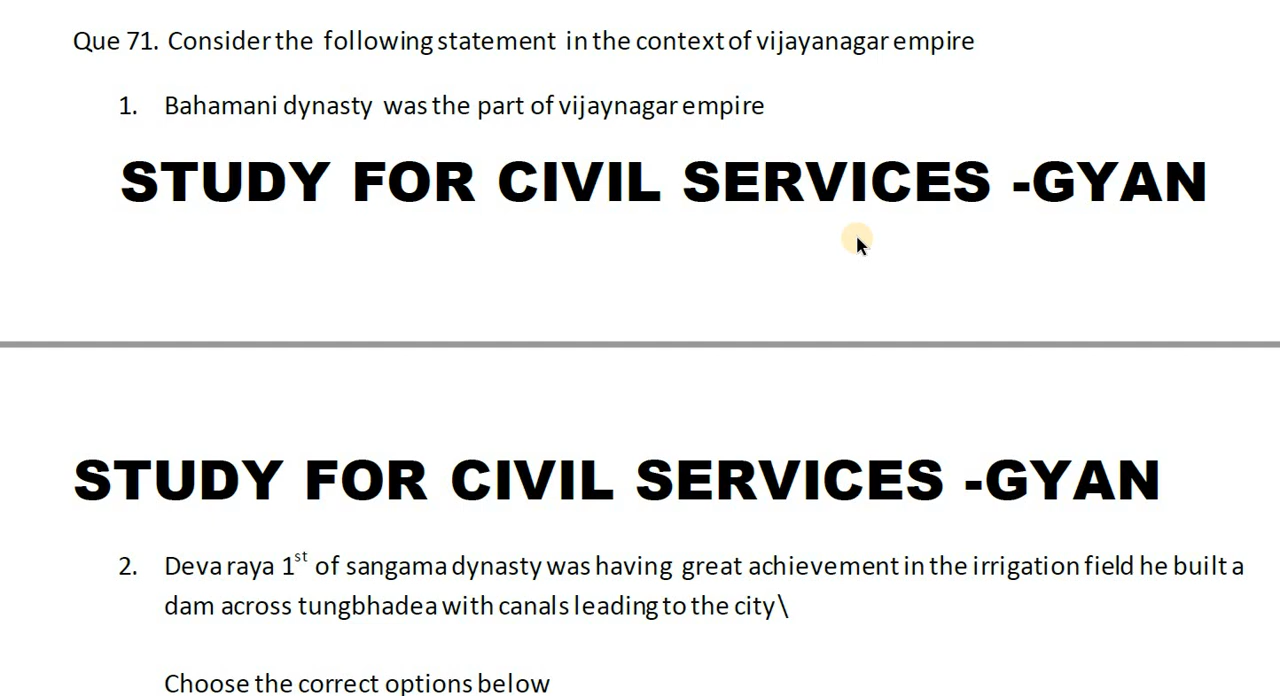 Que 71. Consider the following statement in the context of vijayanagar empire
1. Bahamani dynasty was the part of vijaynagar empire
STUDY FOR CIVIL SERVICES -GYAN
STUDY FOR CIVIL SERVICES -GYAN
2. Deva raya 1st of sangama dynasty was having great achievement in the irrigation field he built a
dam across tungbhadea with canals leading to the city\
Choose the correct options below